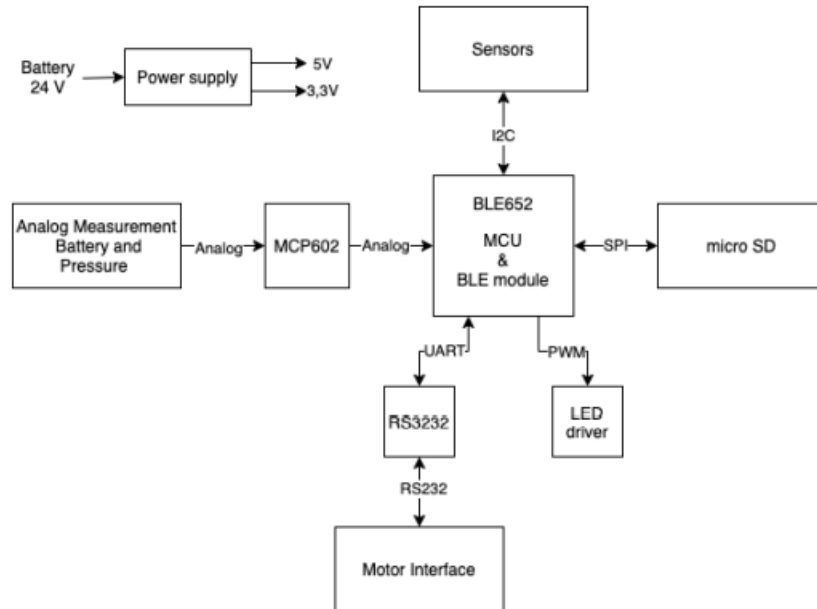 Sensors
Battery
24 V
Power supply
5V
3,3V
I2C
Analog Measurement
Battery and
Pressure
Analog
MCP602
Analog
BLE652
MCU
&
BLE module
SPI
micro SD
UART
PWM
RS3232
LED
driver
RS232
Motor Interface